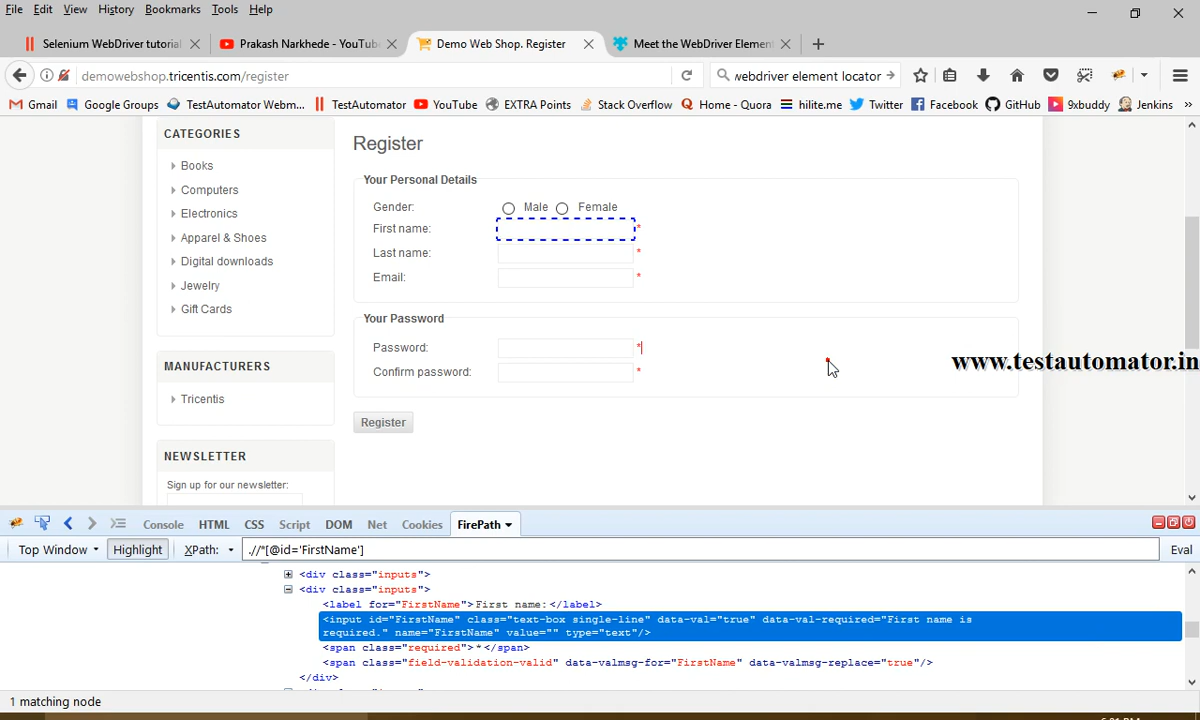 File Edit View History Bookmarks Tools Help
Selenium WebDriver tutorial
Prakash Narkhede - YouTube
Demo Web Shop. Register
Meet the WebDriver Elemen
demowebshop.tricentis.com/register
webdriver element locator
Gmail Google Groups TestAutomator Webm... TestAutomator YouTube EXTRA Points Stack Overflow Home - Quora hilite.me Twitter Facebook GitHub 9xbuddy Jenkins »
CATEGORIES
Books
Computers
Electronics
Apparel & Shoes
Digital downloads
Jewelry
Gift Cards
MANUFACTURERS
Tricentis
NEWSLETTER
Sign up for our newsletter:
Register
Your Personal Details
Gender: Male Female
First name: *
Last name: *
Email: *
Your Password
Password: *
Confirm password: *
Register
www.testautomator.in
Console HTML CSS Script DOM Net Cookies FirePath
Top Window Highlight XPath: .//*[@id='FirstName'] Eval
<div class="inputs">
<div class="inputs">
<label for="FirstName">First name:</label>
<input id="FirstName" class="text-box single-line" data-val="true" data-val-required="First name is
required." name="FirstName" value="" type="text"/>
<span class="required">*</span>
<span class="field-validation-valid" data-valmsg-for="FirstName" data-valmsg-replace="true"/>
</div>
1 matching node